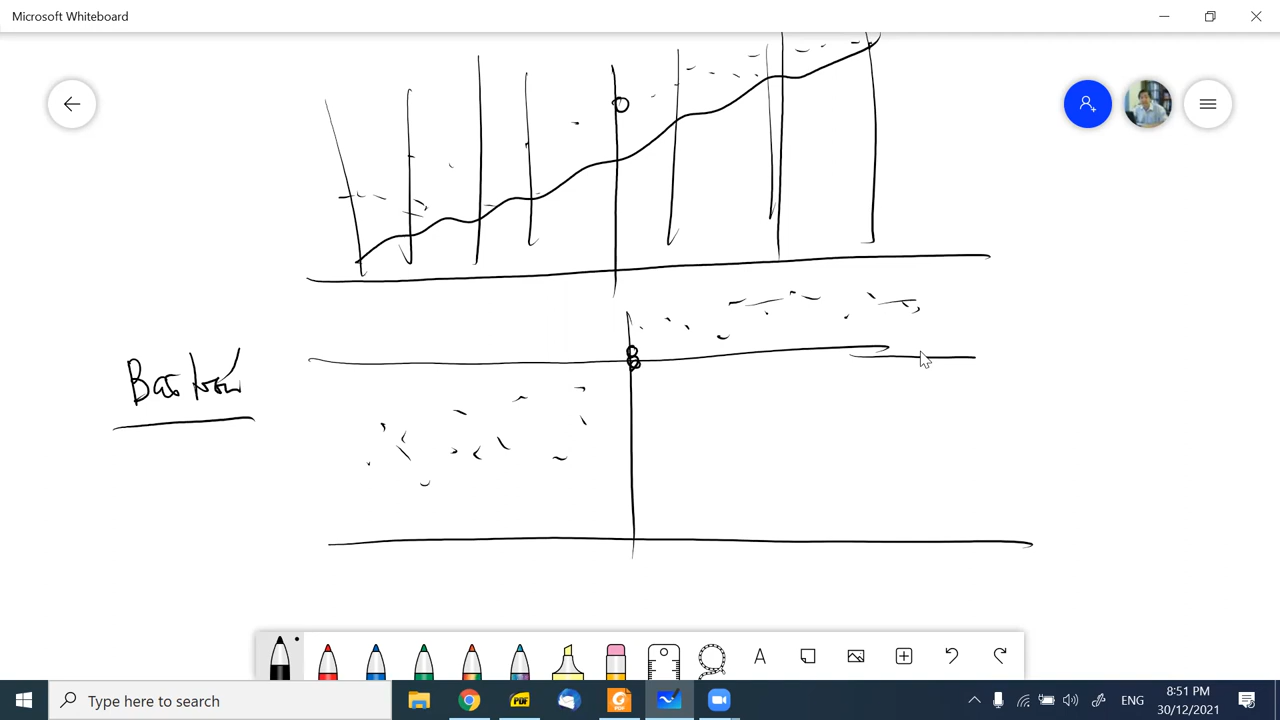 Microsoft Whiteboard
Type here to search
ENG
8:51 PM
30/12/2021